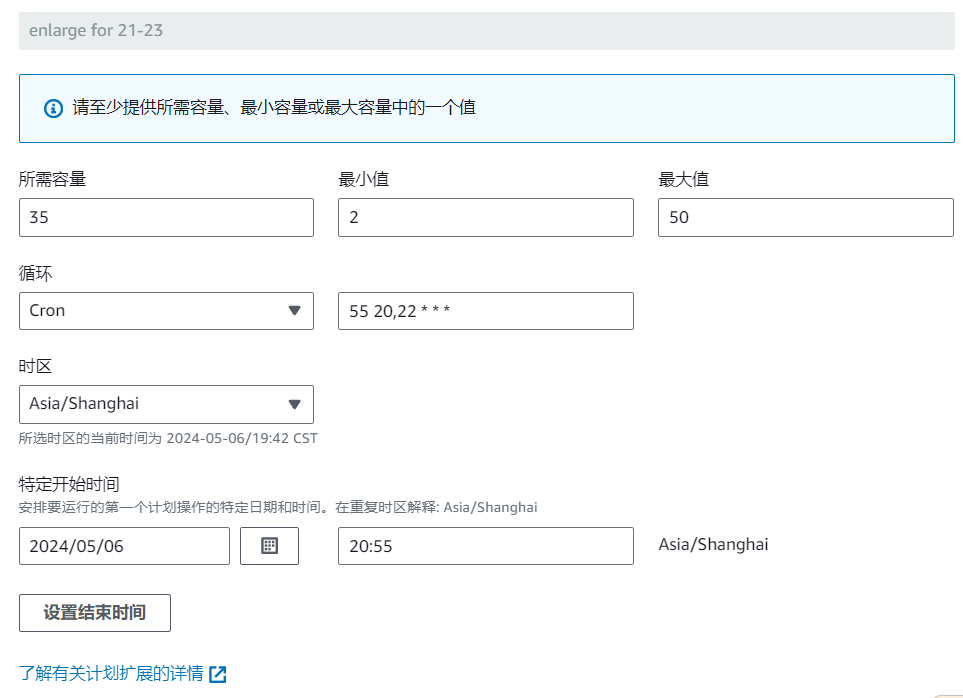 enlarge for 21-23
请至少提供所需容量、最小容量或最大容量中的一个值
所需容量 最小值 最大值
35 2 50
循环
Cron 55 20,22 * * *
时区
Asia/Shanghai
所选时区的当前时间为 2024-05-06/19:42 CST
特定开始时间
安排要运行的第一个计划操作的特定日期和时间。在重复时区解释: Asia/Shanghai
2024/05/06 20:55 Asia/Shanghai
设置结束时间
了解有关计划扩展的详情